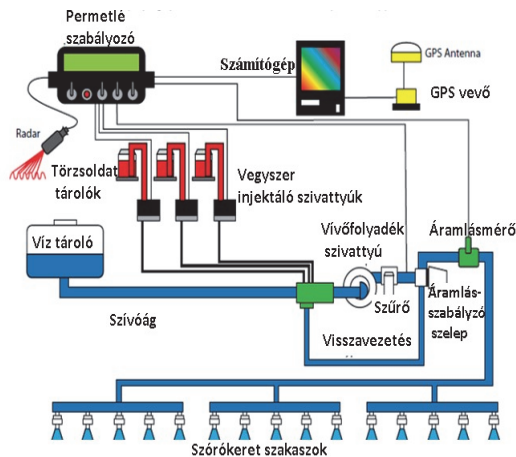 Permetlé
szabályozó
Számítógép
GPS Antenna
GPS vevő
Radar
Törzsoldat
tárolók
Vegyszer
injektáló szivattyúk
Víz tároló
Vívőfolyadék
szivattyú
Áramlásmérő
Szűrő
Áramlás-
szabályzó
szelep
Szívóág
Visszavezetés
Szórókeret szakaszok